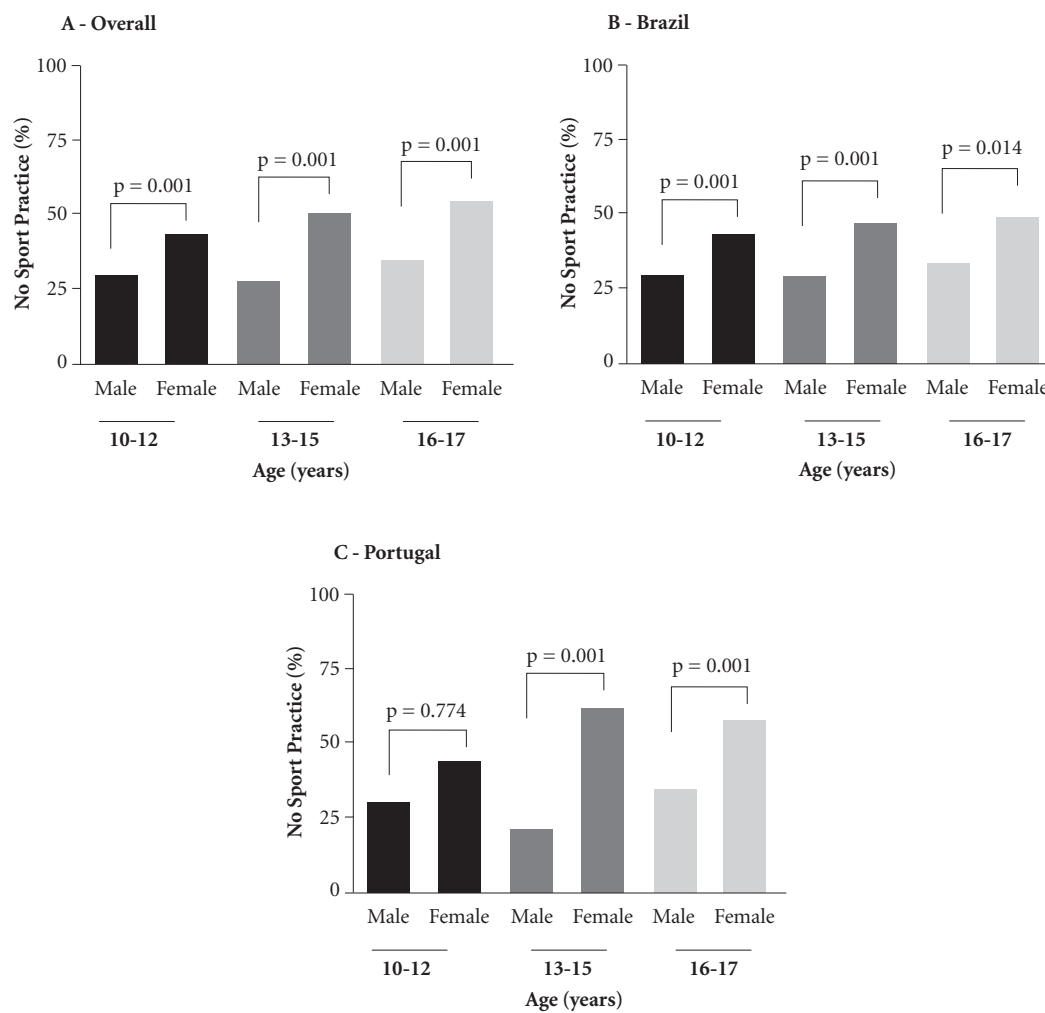 A - Overall
No Sport Practice (%)
100
75
50
25
0
p = 0.001
p = 0.001
p = 0.001
Male Female Male Female Male Female
10-12 13-15 16-17
Age (years)
B - Brazil
No Sport Practice (%)
100
75
50
25
0
p = 0.001
p = 0.001
p = 0.014
Male Female Male Female Male Female
10-12 13-15 16-17
Age (years)
C - Portugal
No Sport Practice (%)
100
75
50
25
0
p = 0.774
p = 0.001
p = 0.001
Male Female Male Female Male Female
10-12 13-15 16-17
Age (years)